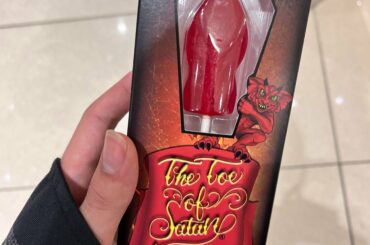 The Toe
of
Satan